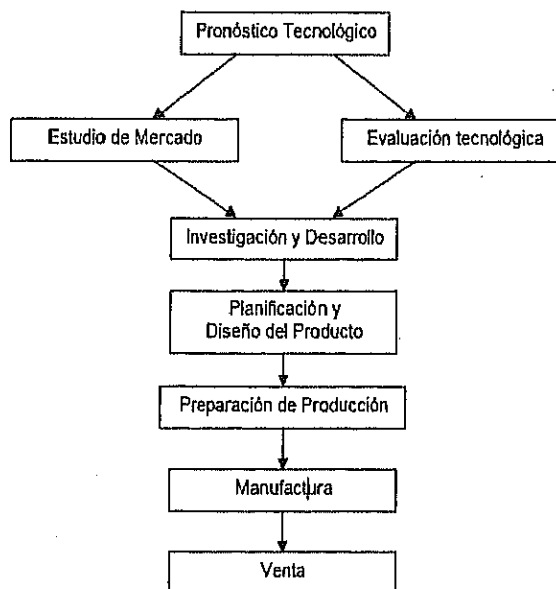 Pronóstico Tecnológico
Estudio de Mercado
Evaluación tecnológica
Investigación y Desarrollo
Planificación y
Diseño del Producto
Preparación de Producción
Manufactura
Venta